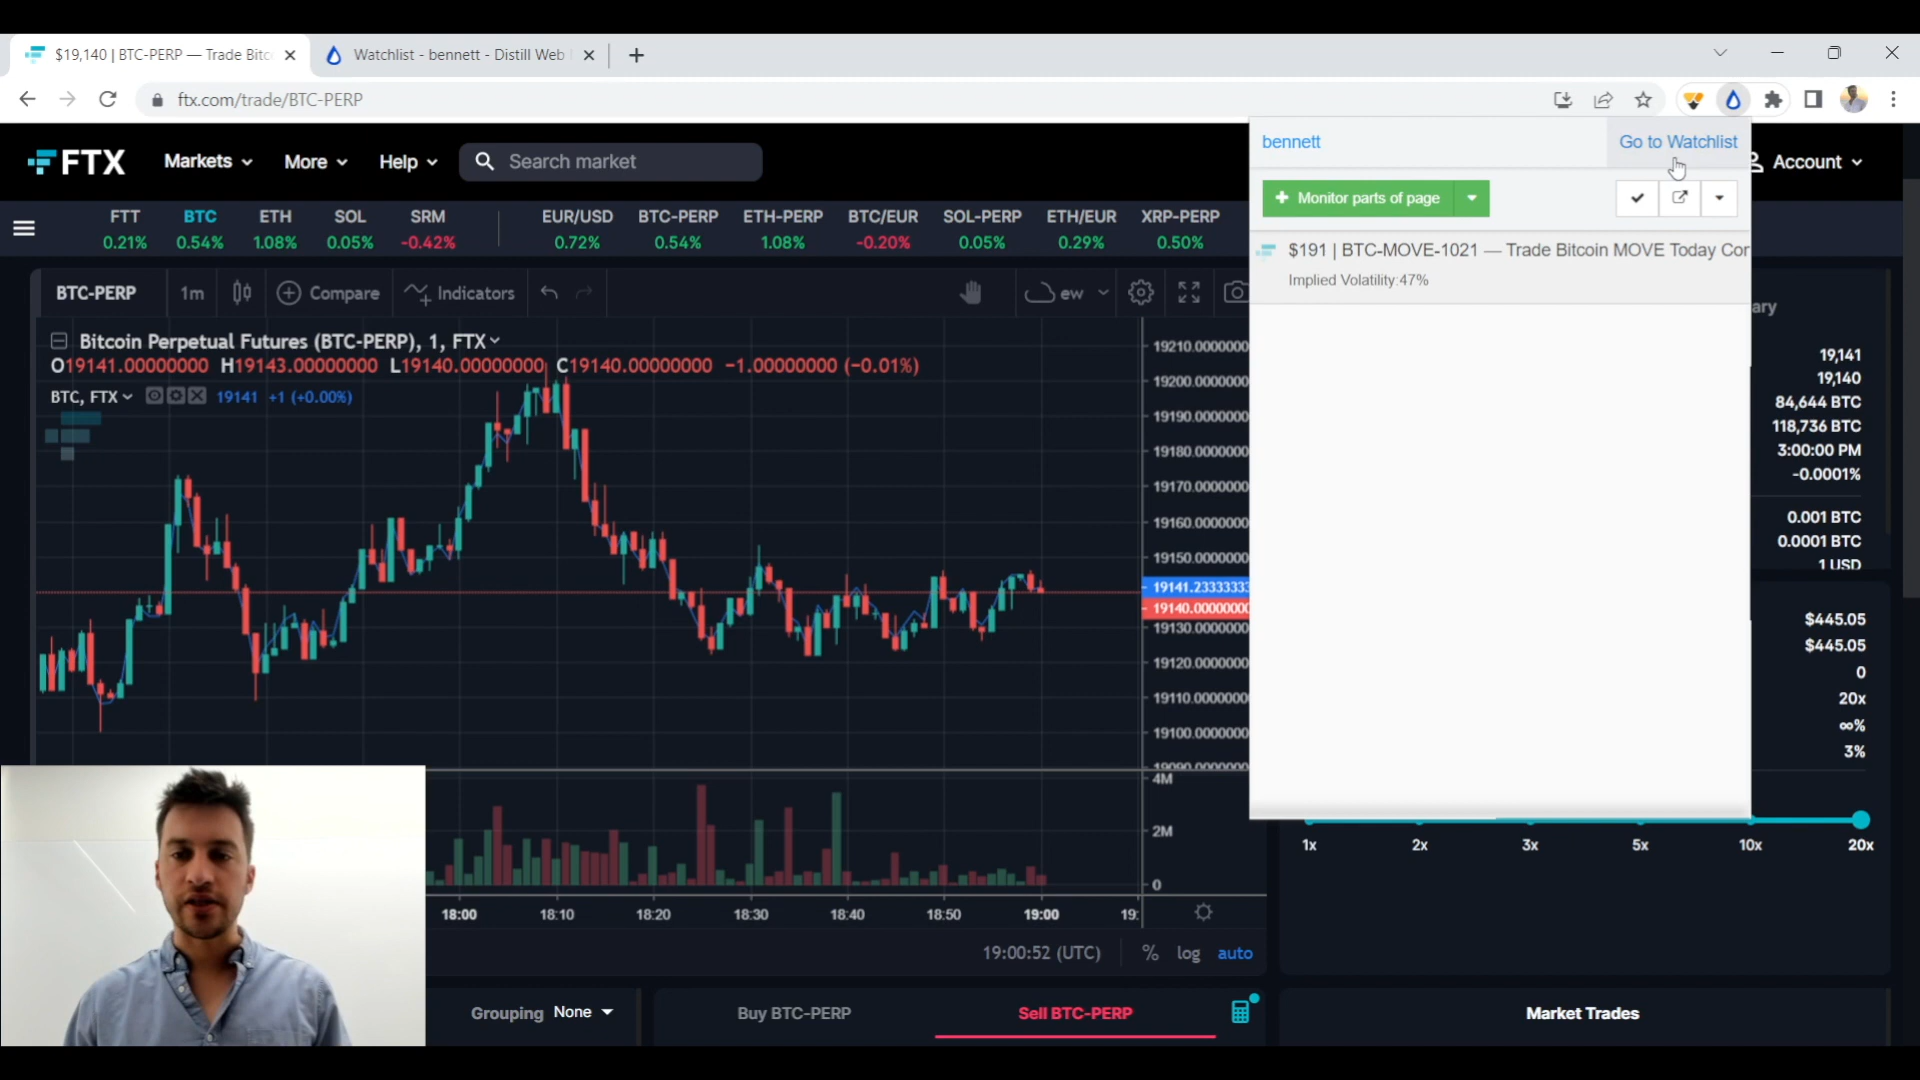 $19,140 | BTC-PERP — Trade Bitc
Watchlist - bennett - Distill Web
ftx.com/trade/BTC-PERP
bennett
Go to Watchlist
FTX
Markets
More
Help
Search market
Account
Monitor parts of page
FTT
BTC
ETH
SOL
SRM
EUR/USD
BTC-PERP
ETH-PERP
BTC/EUR
SOL-PERP
ETH/EUR
XRP-PERP
0.21%
0.54%
1.08%
0.05%
-0.42%
0.72%
0.54%
1.08%
-0.20%
0.05%
0.29%
0.50%
$191 | BTC-MOVE-1021 — Trade Bitcoin MOVE Today Cor
Implied Volatility:47%
BTC-PERP
1m
Compare
Indicators
ew
ary
Bitcoin Perpetual Futures (BTC-PERP), 1, FTX
O19141.00000000 H19143.00000000 L19140.00000000 C19140.00000000 −1.00000000 (−0.01%)
BTC, FTX
19141 +1 (+0.00%)
19210.0000000
19200.0000000
19190.0000000
19180.0000000
19170.0000000
19160.0000000
19150.0000000
19141.23333333
19140.0000000
19130.0000000
19120.0000000
19110.0000000
19100.0000000
19090.0000000
4M
2M
0
19,141
19,140
84,644 BTC
118,736 BTC
3:00:00 PM
-0.0001%
0.001 BTC
0.0001 BTC
1 USD
$445.05
$445.05
0
20x
∞%
3%
1x
2x
3x
5x
10x
20x
18:00
18:10
18:20
18:30
18:40
18:50
19:00
19:
19:00:52 (UTC)
%
log
auto
Grouping None
Buy BTC-PERP
Sell BTC-PERP
Market Trades